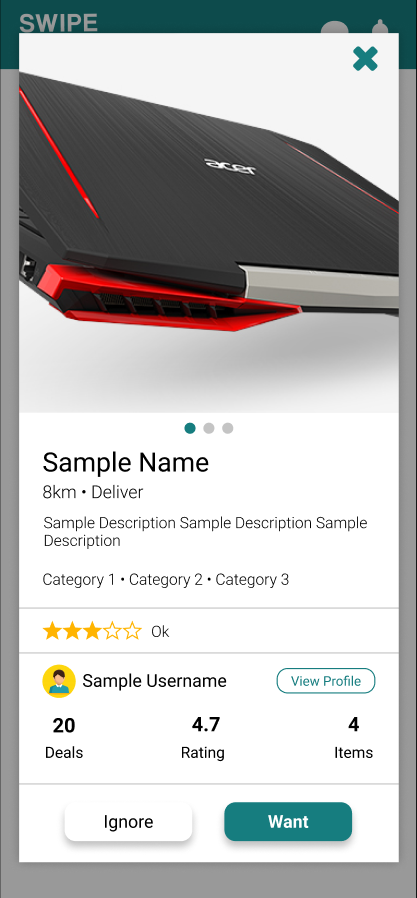 SWIPE
acer
Sample Name
8km • Deliver
Sample Description Sample Description Sample
Description
Category 1 • Category 2 • Category 3
Ok
Sample Username
View Profile
20
4.7
4
Deals
Rating
Items
Ignore
Want